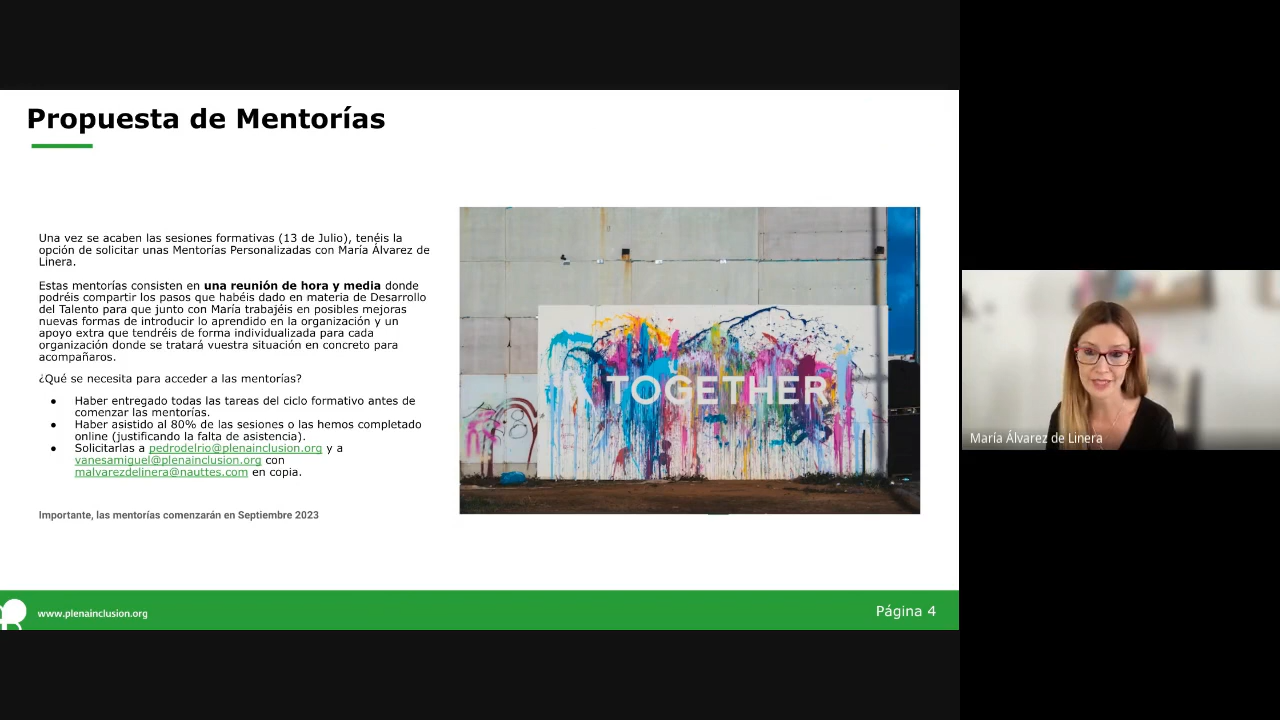 Propuesta de Mentorías
Una vez se acaben las sesiones formativas (13 de Julio), tenéis la
opción de solicitar unas Mentorías Personalizadas con María Álvarez de
Linera.
Estas mentorías consisten en una reunión de hora y media donde
podréis compartir los pasos que habéis dado en materia de Desarrollo
del Talento para que junto con María trabajéis en posibles mejoras
nuevas formas de introducir lo aprendido en la organización y un
apoyo extra que tendréis de forma individualizada para cada
organización donde se tratará vuestra situación en concreto para
acompañaros.
¿Qué se necesita para acceder a las mentorías?
● Haber entregado todas las tareas del ciclo formativo antes de
comenzar las mentorías.
● Haber asistido al 80% de las sesiones o las hemos completado
online (justificando la falta de asistencia).
● Solicitarlas a pedrodelrio@plenainclusion.org y a
vanesamiguel@plenainclusion.org con
malvarezdelinera@nauttes.com en copia.
Importante, las mentorías comenzarán en Septiembre 2023
TOGETHER
www.plenainclusion.org
Página 4
María Álvarez de Linera